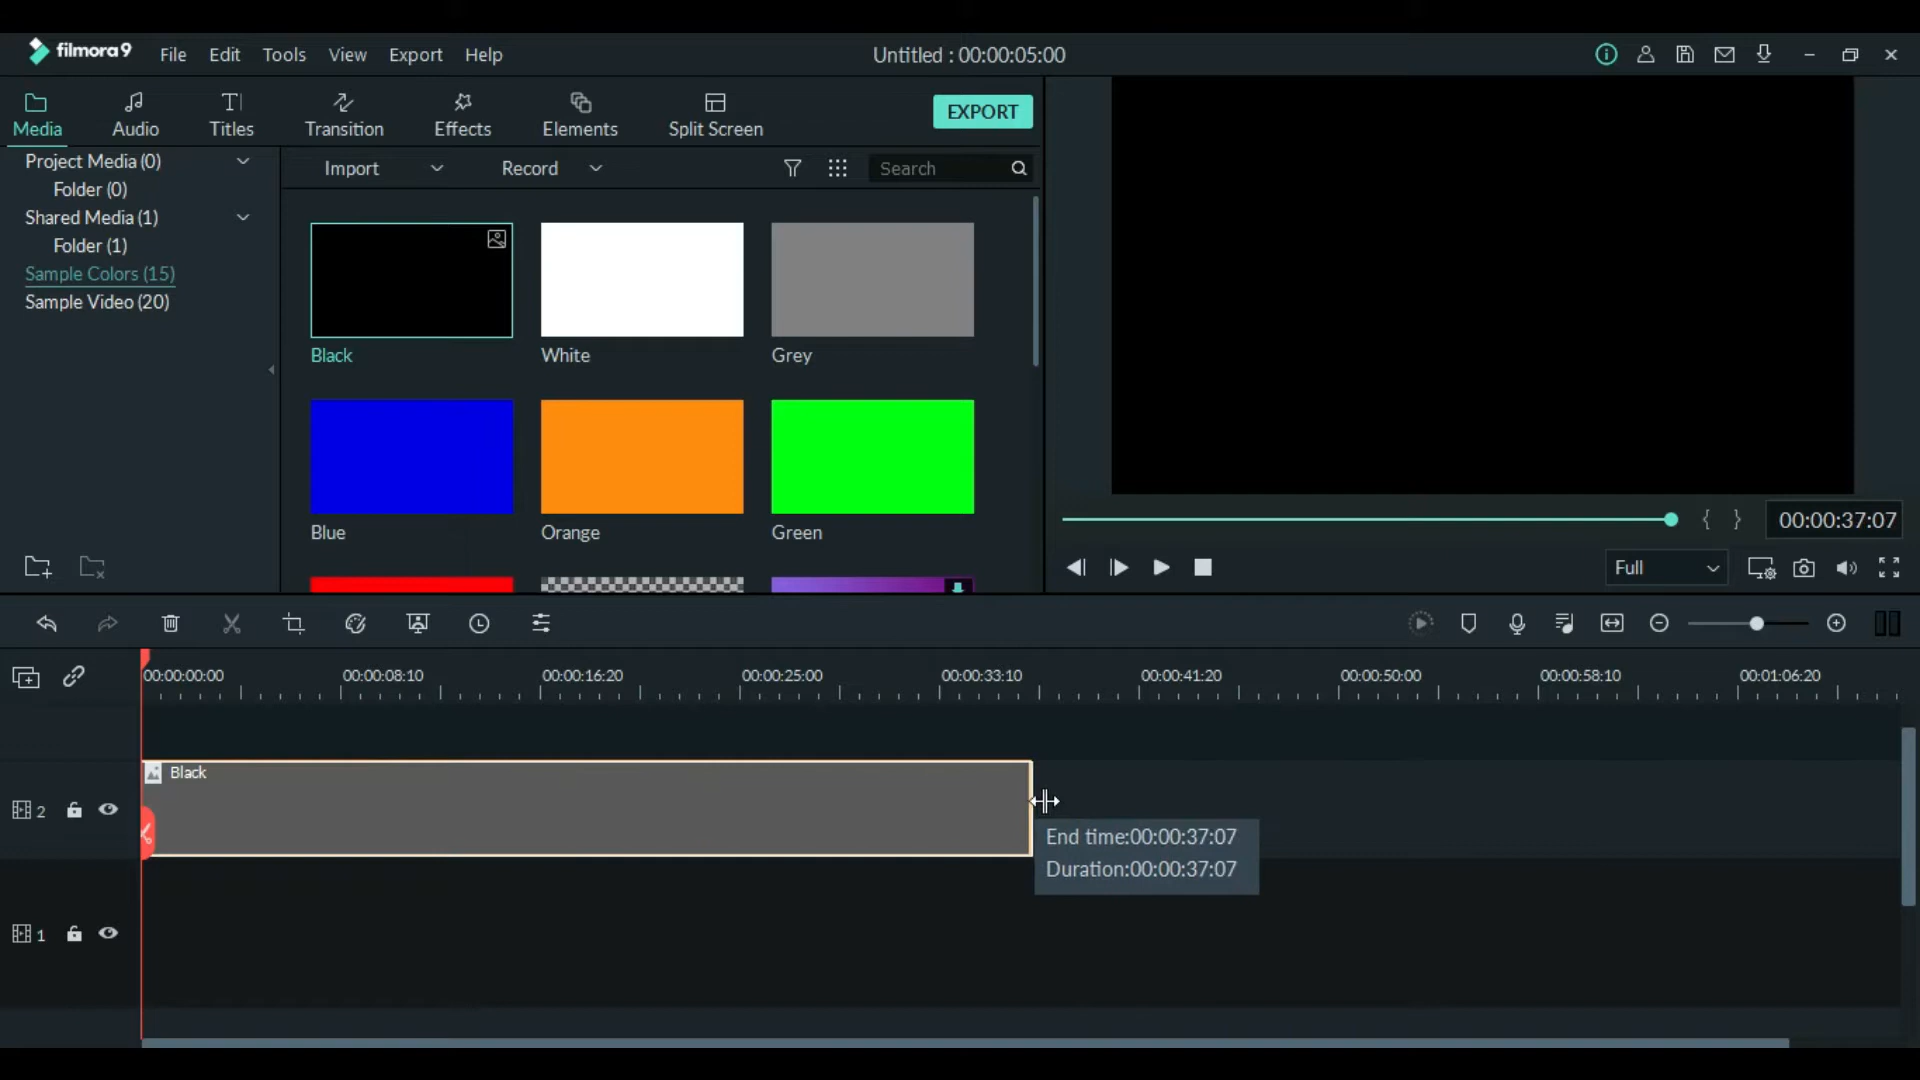 filmora9 File Edit Tools View Export Help Untitled : 00:00:05:00
Media Audio Titles Transition Effects Elements Split Screen EXPORT
Project Media (0)
Folder (0)
Shared Media (1)
Folder (1)
Sample Colors (15)
Sample Video (20)
Import Record Search
Black White Grey
Blue Orange Green
00:00:37:07
Full
00:00:00:00 00:00:08:10 00:00:16:20 00:00:25:00 00:00:33:10 00:00:41:20 00:00:50:00 00:00:58:10 00:01:06:20
Black
2
End time:00:00:37:07
Duration:00:00:37:07
1